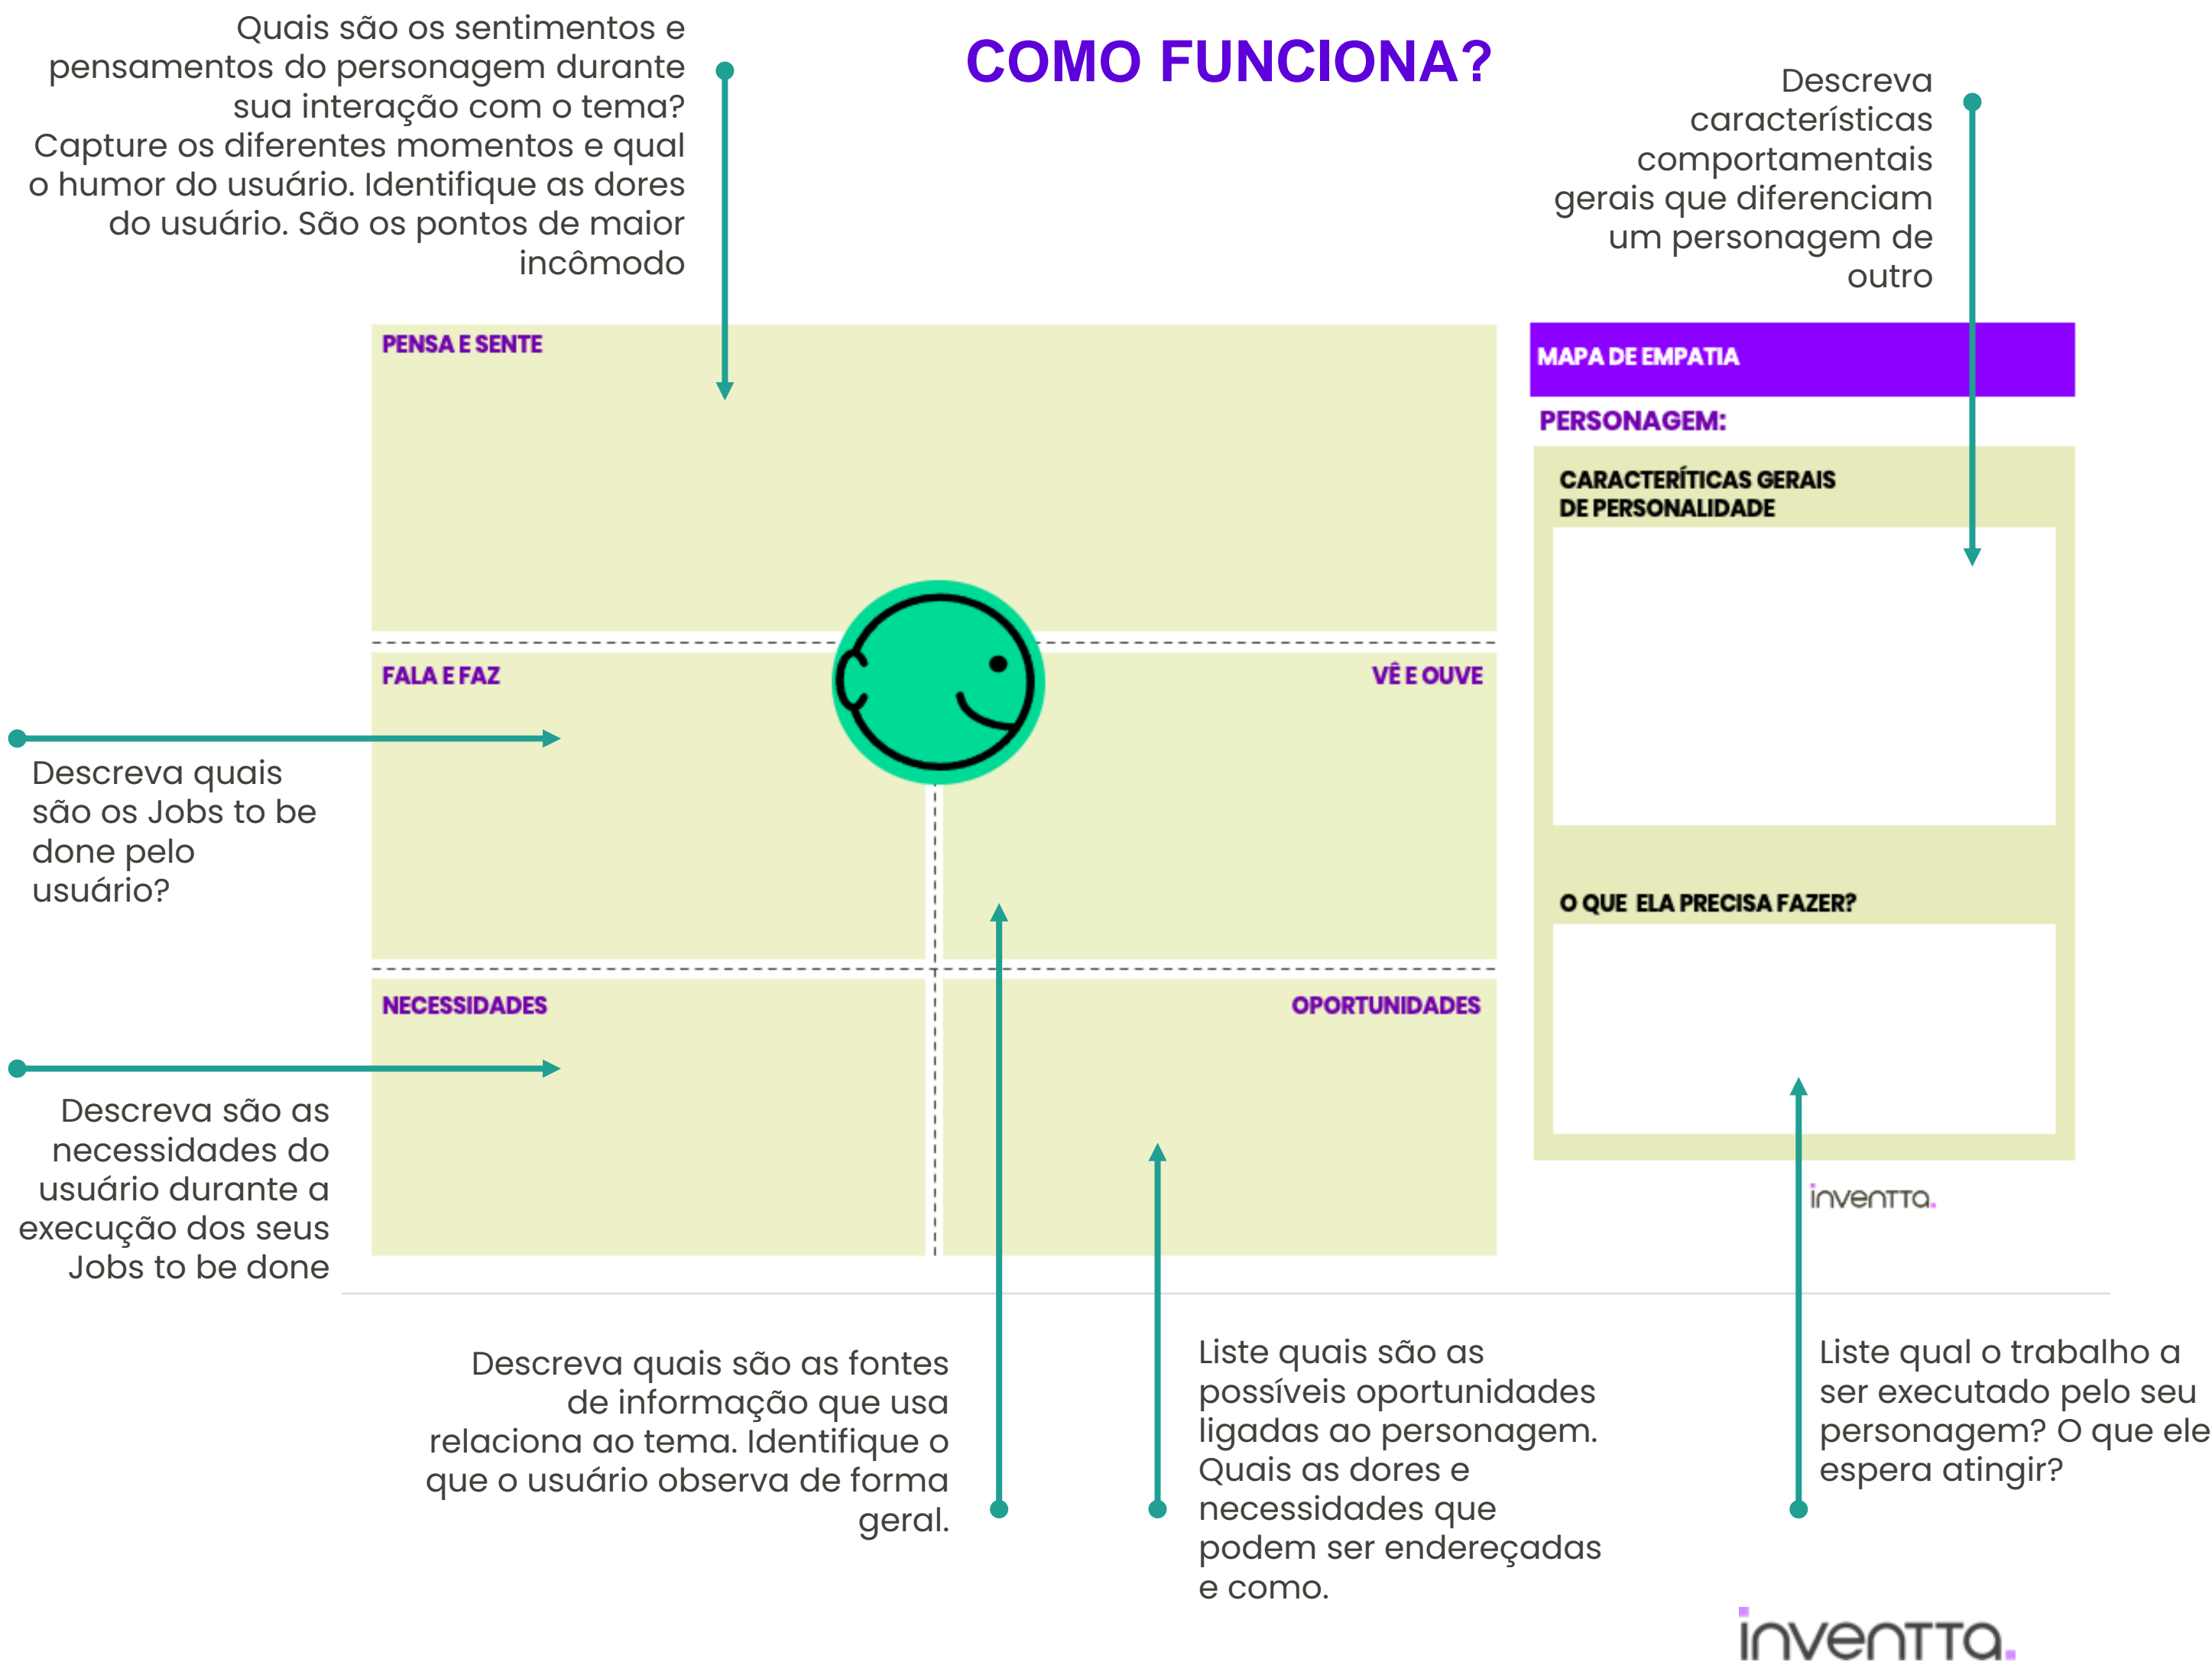 COMO FUNCIONA?
Quais são os sentimentos e
pensamentos do personagem durante
sua interação com o tema?
Capture os diferentes momentos e qual
o humor do usuário. Identifique as dores
do usuário. São os pontos de maior
incômodo
Descreva
características
comportamentais
gerais que diferenciam
um personagem de
outro
PENSA E SENTE
MAPA DE EMPATIA
PERSONAGEM:
CARACTERÍTICAS GERAIS
DE PERSONALIDADE
FALA E FAZ
VÊ E OUVE
Descreva quais
são os Jobs to be
done pelo
usuário?
O QUE ELA PRECISA FAZER?
NECESSIDADES
OPORTUNIDADES
Descreva são as
necessidades do
usuário durante a
execução dos seus
Jobs to be done
inventta.
Descreva quais são as fontes
de informação que usa
relaciona ao tema. Identifique o
que o usuário observa de forma
geral.
Liste quais são as
possíveis oportunidades
ligadas ao personagem.
Quais as dores e
necessidades que
podem ser endereçadas
e como.
Liste qual o trabalho a
ser executado pelo seu
personagem? O que ele
espera atingir?
inventta.